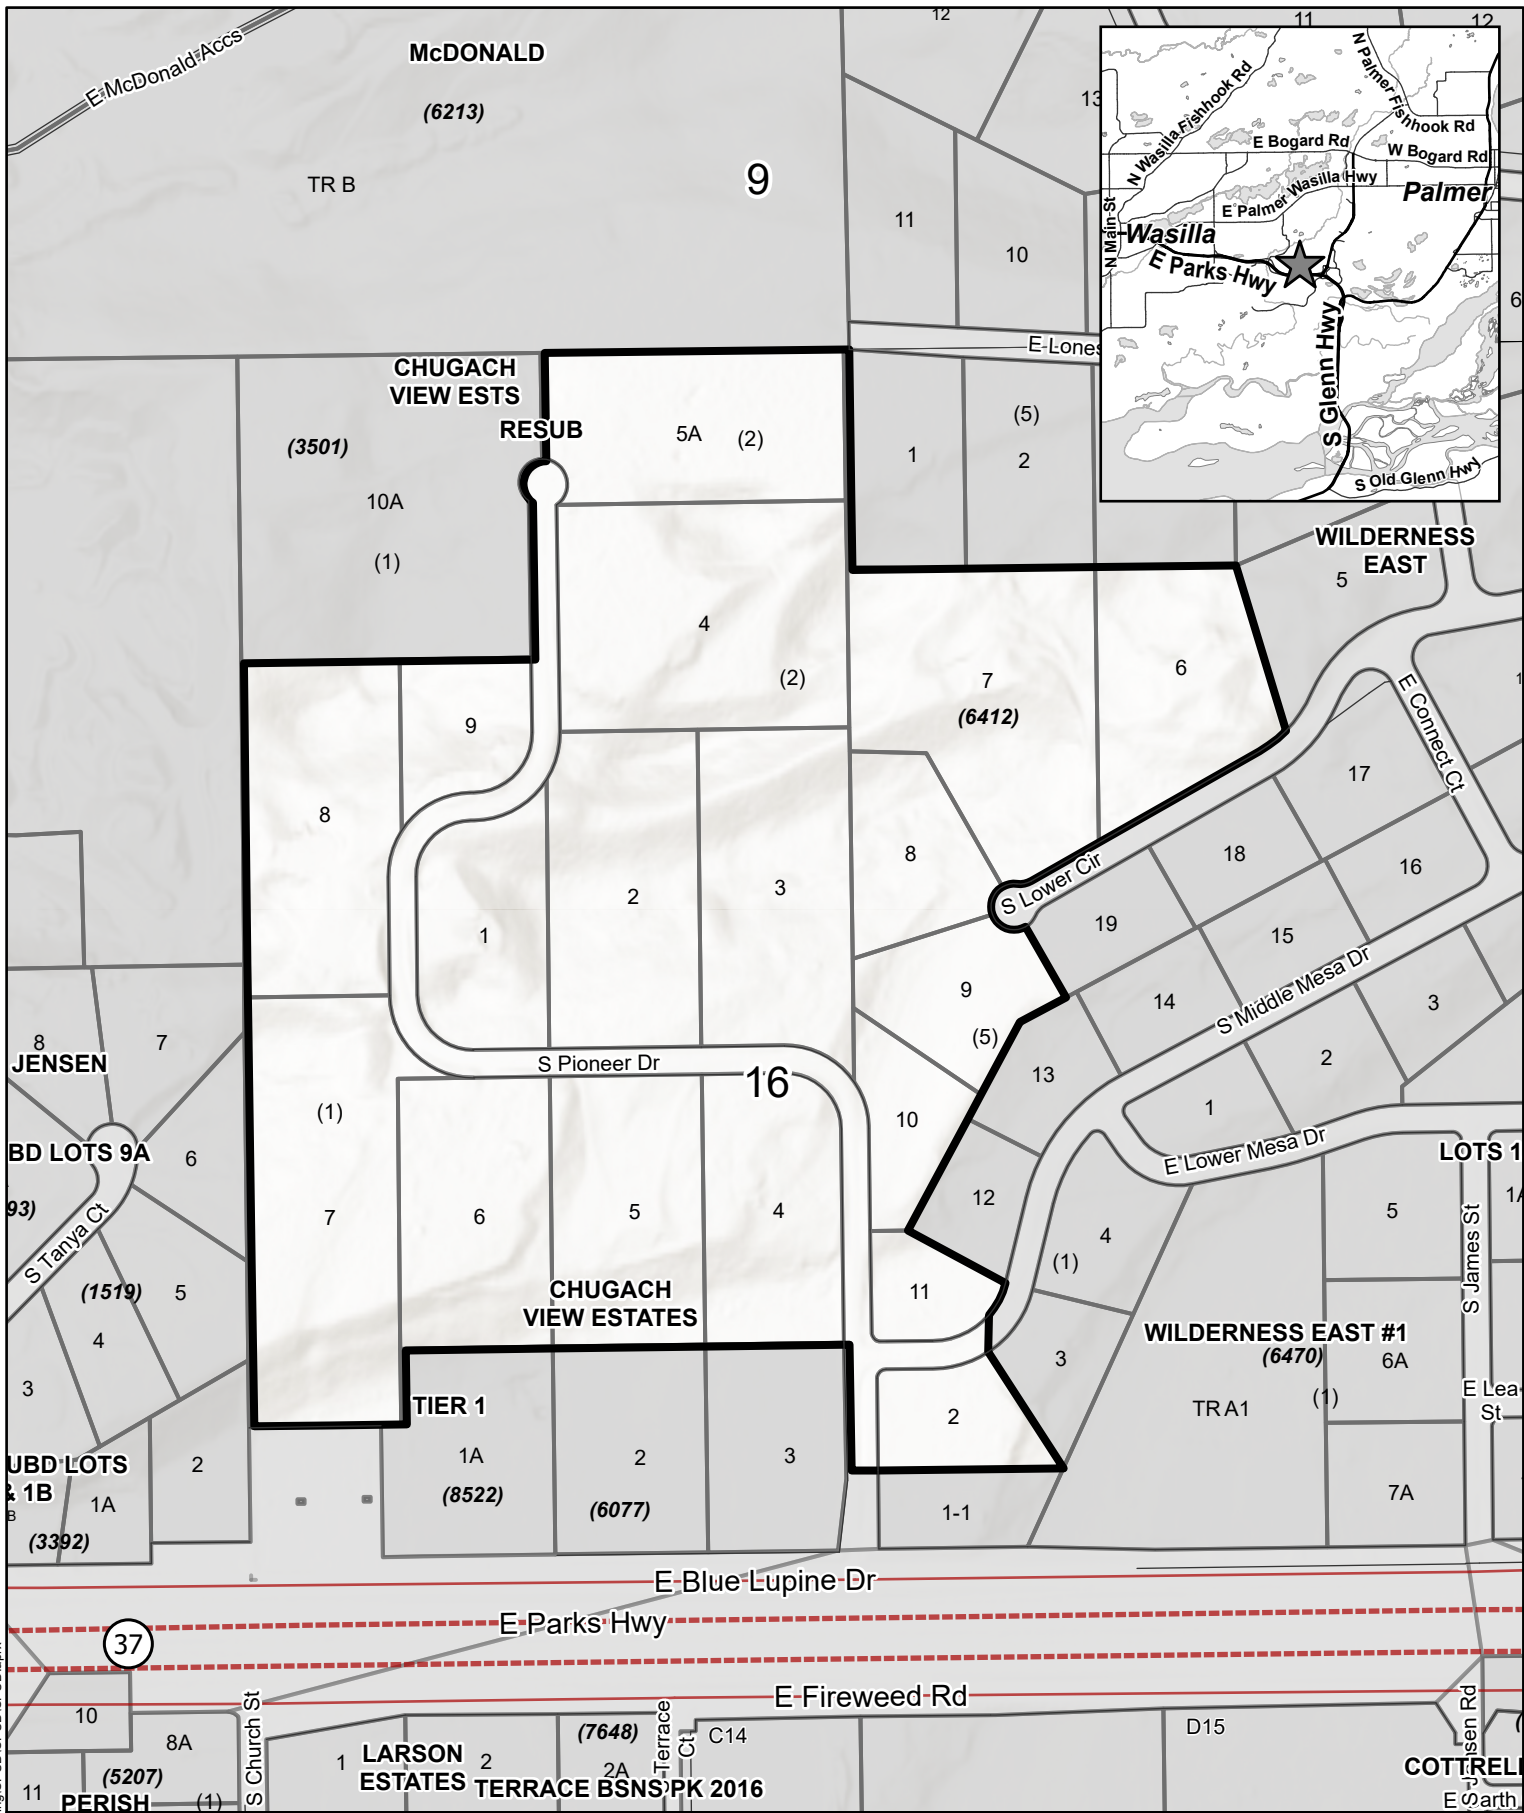 12
11
12
E McDonald Accs
McDONALD
(6213)
TR B
9
13
11
10
6
E Lones
N Wasilla Fishhook Rd
N Palmer Fishhook Rd
E Bogard Rd
W Bogard Rd
E Palmer Wasilla Hwy
Palmer
N Main St
Wasilla
E Parks Hwy
S Glenn Hwy
S Old Glenn Hwy
CHUGACH
VIEW ESTS
RESUB
(3501)
10A
(1)
5A
(2)
1
(5)
2
WILDERNESS
EAST
5
4
(2)
7
(6412)
6
9
8
E Connect Ct
1
17
18
16
8
S Lower Cir
2
3
1
19
15
14
S Middle Mesa Dr
3
9
(5)
13
2
1
8
JENSEN
7
S Pioneer Dr
16
(1)
10
E Lower Mesa Dr
BD LOTS 9A
6
LOTS 1
93)
S Tanya Ct
7
6
5
4
12
4
(1)
5
1A
S James St
(1519)
5
4
3
CHUGACH
VIEW ESTATES
11
3
WILDERNESS EAST #1
(6470)
6A
(1)
TR A1
E Lea
St
TIER 1
2
UBD LOTS
& 1B
B
1A
2
(3392)
1A
(8522)
2
(6077)
3
1-1
7A
E Blue Lupine Dr
E Parks Hwy
37
E Fireweed Rd
10
8A
(5207)
11
PERISH
(1)
S Church St
1
LARSON
ESTATES
2
(7648)
2A
TERRACE BSNS PK 2016
S Terrace
Ct
C14
D15
S Jensen Rd
(
COTTREL
E Sarth